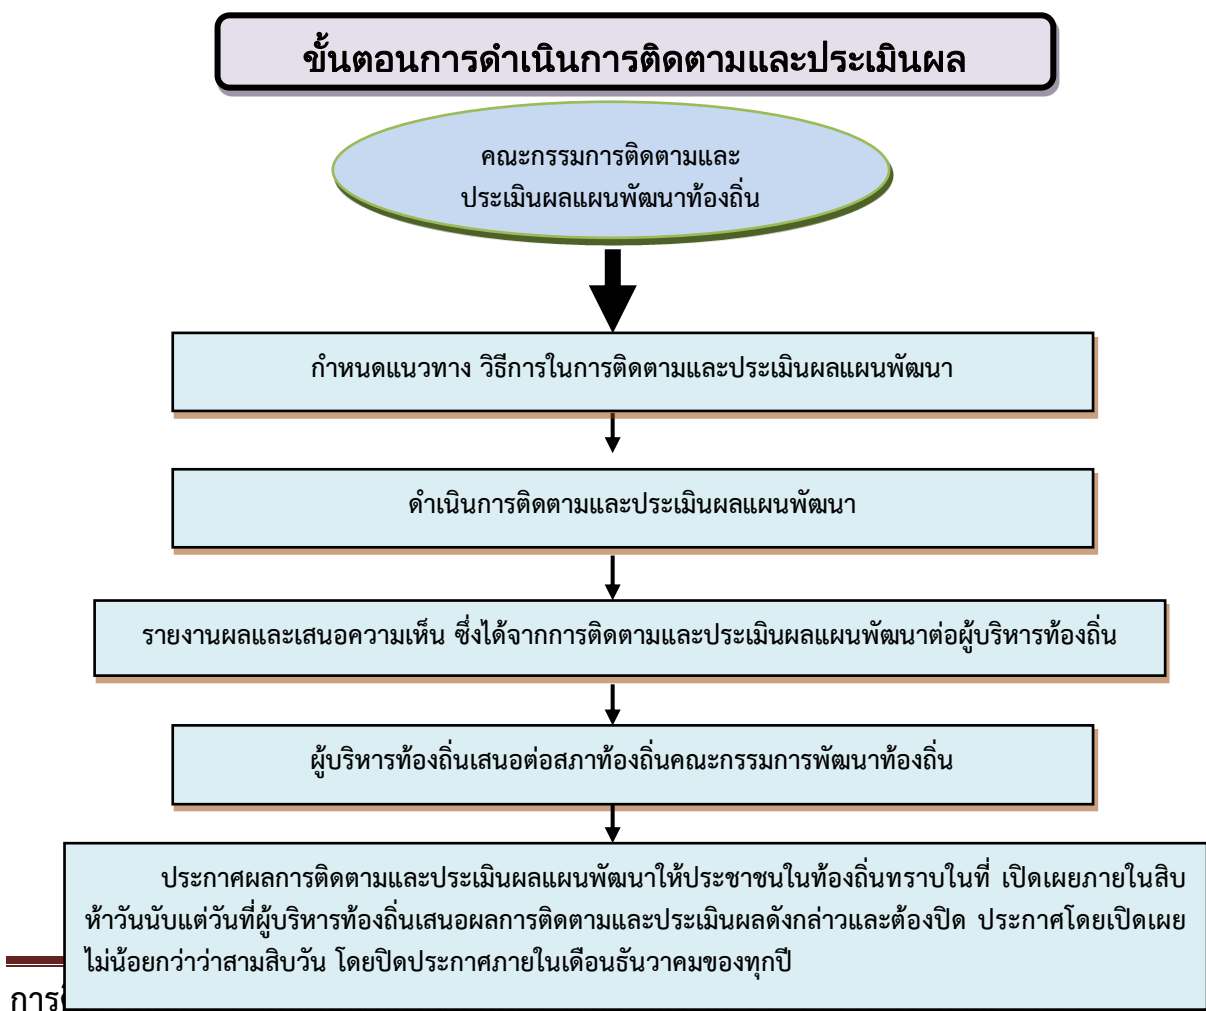 ขั้นตอนการดำเนินการติดตามและประเมินผล
คณะกรรมการติดตามและ
ประเมินผลแผนพัฒนาท้องถิ่น
กำหนดแนวทาง วิธีการในการติดตามและประเมินผลแผนพัฒนา
ดำเนินการติดตามและประเมินผลแผนพัฒนา
รายงานผลและเสนอความเห็น ซึ่งได้จากการติดตามและประเมินผลแผนพัฒนาต่อผู้บริหารท้องถิ่น
ผู้บริหารท้องถิ่นเสนอต่อสภาท้องถิ่นคณะกรรมการพัฒนาท้องถิ่น
ประกาศผลการติดตามและประเมินผลแผนพัฒนาให้ประชาชนในท้องถิ่นทราบในที่ เปิดเผยภายในสิบ
ห้าวันนับแต่วันที่ผู้บริหารท้องถิ่นเสนอผลการติดตามและประเมินผลดังกล่าวและต้องปิด ประกาศโดยเปิดเผย
ไม่น้อยกว่าว่าสามสิบวัน โดยปิดประกาศภายในเดือนธันวาคมของทุกปี
การ